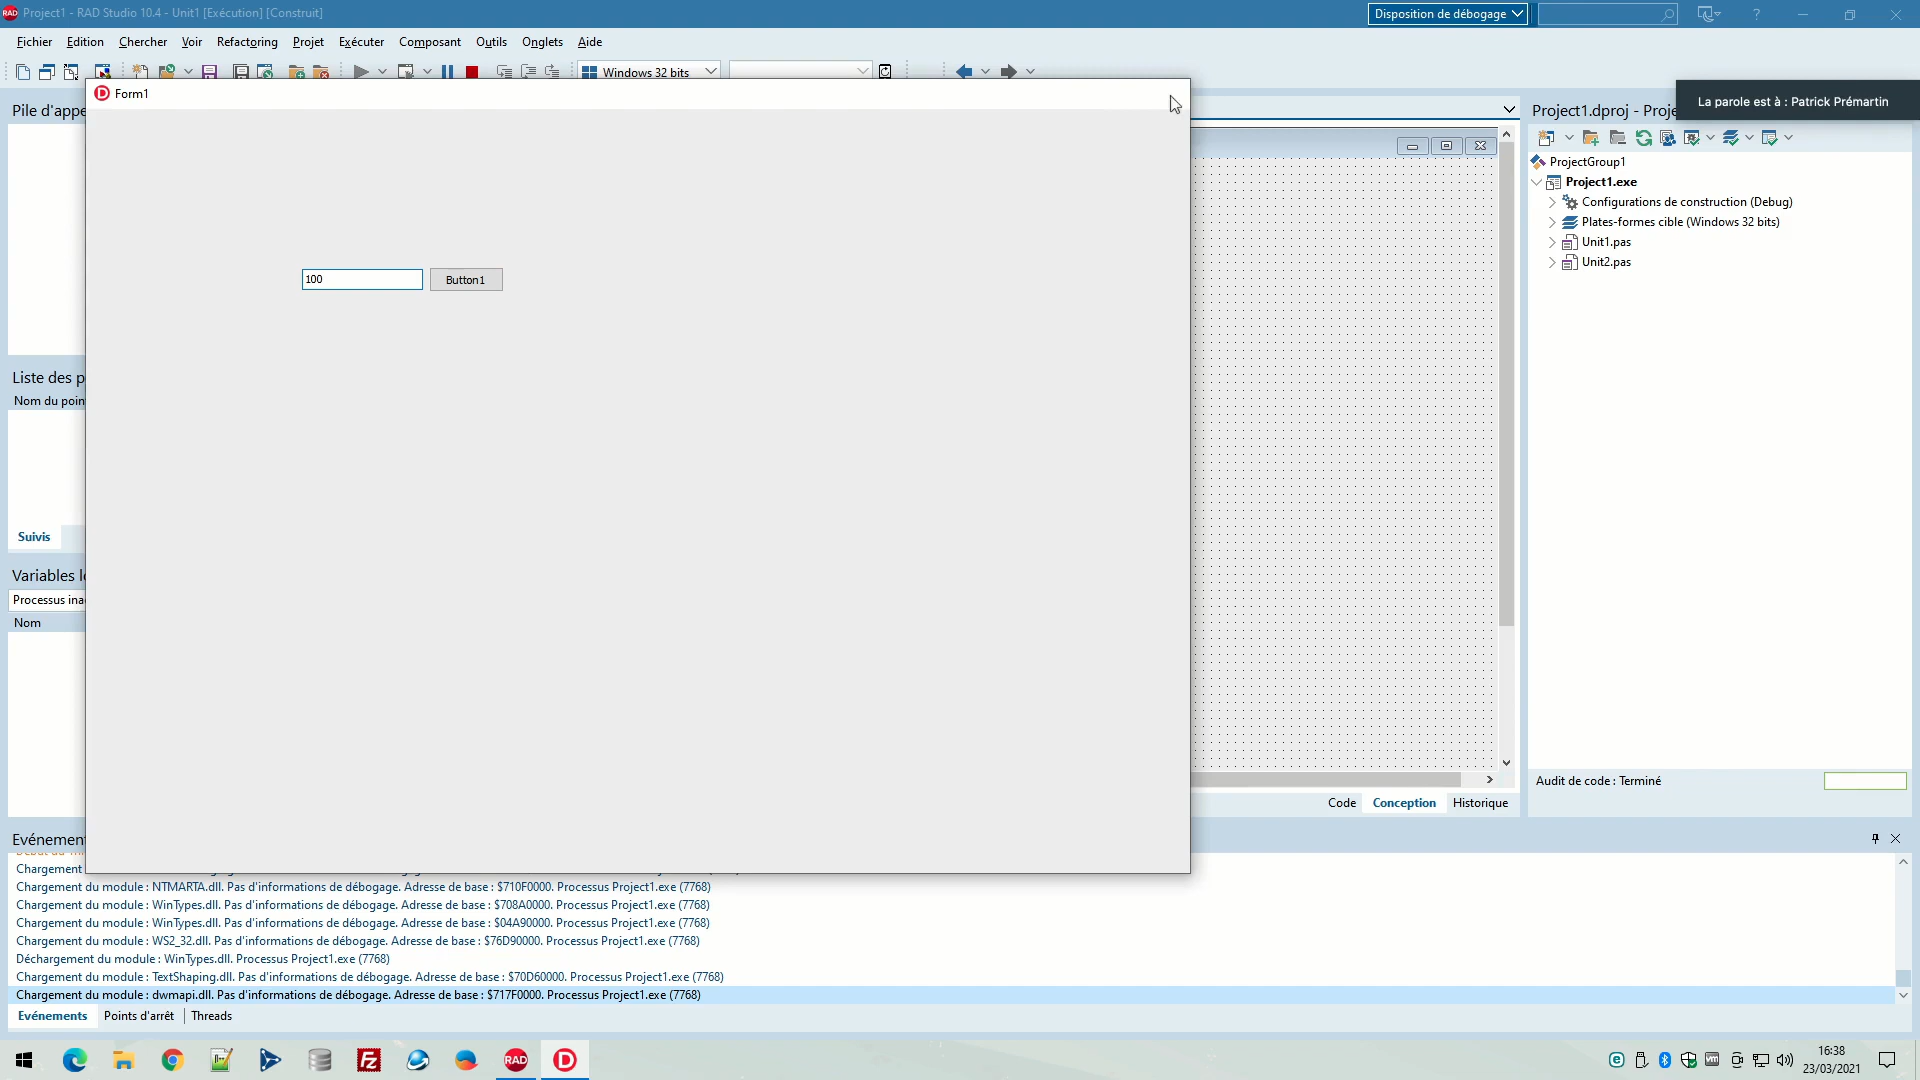 Project1 - RAD Studio 10.4 - Unit1 [Exécution] [Construit]
Disposition de débogage
Fichier Edition Chercher Voir Refactoring Projet Exécuter Composant Outils Onglets Aide
Windows 32 bits
Form1
Pile d'appe
Project1.dproj - Proje
La parole est à : Patrick Prémartin
ProjectGroup1
Project1.exe
Configurations de construction (Debug)
Plates-formes cible (Windows 32 bits)
Unit1.pas
Unit2.pas
100
Button1
Liste des p
Nom du poin
Suivis
Variables l
Processus ina
Nom
Audit de code : Terminé
Code Conception Historique
Evénemen
Chargement
Chargement du module : NTMARTA.dll. Pas d'informations de débogage. Adresse de base : $710F0000. Processus Project1.exe (7768)
Chargement du module : WinTypes.dll. Pas d'informations de débogage. Adresse de base : $708A0000. Processus Project1.exe (7768)
Chargement du module : WinTypes.dll. Pas d'informations de débogage. Adresse de base : $04A90000. Processus Project1.exe (7768)
Chargement du module : WS2_32.dll. Pas d'informations de débogage. Adresse de base : $76D90000. Processus Project1.exe (7768)
Déchargement du module : WinTypes.dll. Processus Project1.exe (7768)
Chargement du module : TextShaping.dll. Pas d'informations de débogage. Adresse de base : $70D60000. Processus Project1.exe (7768)
Chargement du module : dwmapi.dll. Pas d'informations de débogage. Adresse de base : $717F0000. Processus Project1.exe (7768)
Evénements Points d'arrêt Threads
16:38
23/03/2021